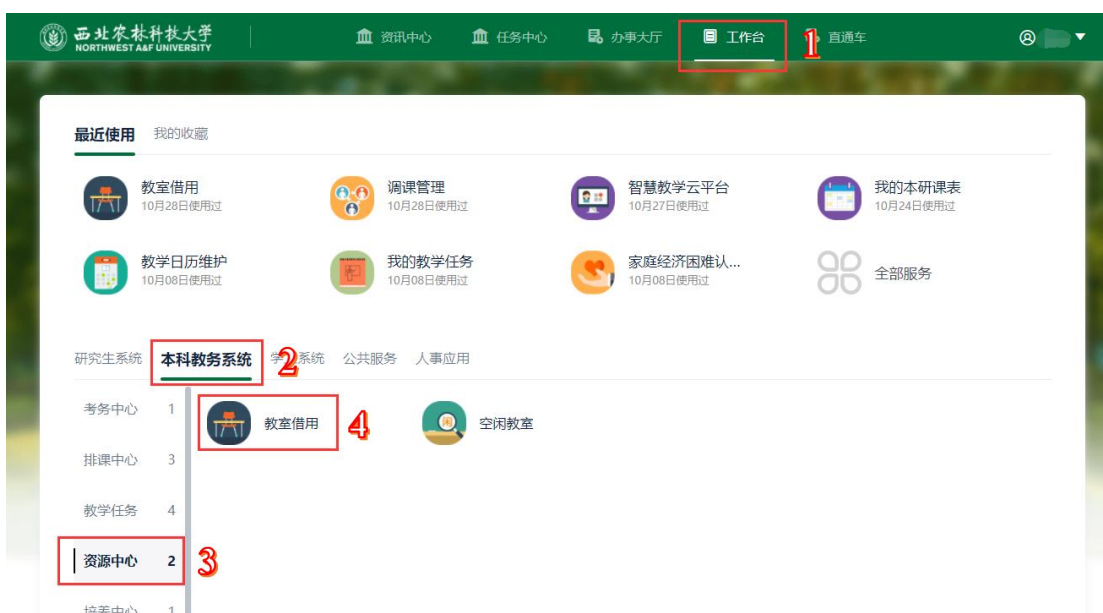 西北农林科技大学
NORTHWEST A&F UNIVERSITY
资讯中心 任务中心 办事大厅 工作台 1 直通车
最近使用 我的收藏
教室借用 调课管理 智慧教学云平台 我的本研课表
10月28日使用过 10月28日使用过 10月27日使用过 10月24日使用过
教学日历维护 我的教学任务 家庭经济困难认... 全部服务
10月08日使用过 10月08日使用过 10月08日使用过
研究生系统 本科教务系统 2 系统 公共服务 人事应用
考务中心 1 教室借用 4 空闲教室
排课中心 3
教学任务 4
资源中心 2 3
培养中心 1